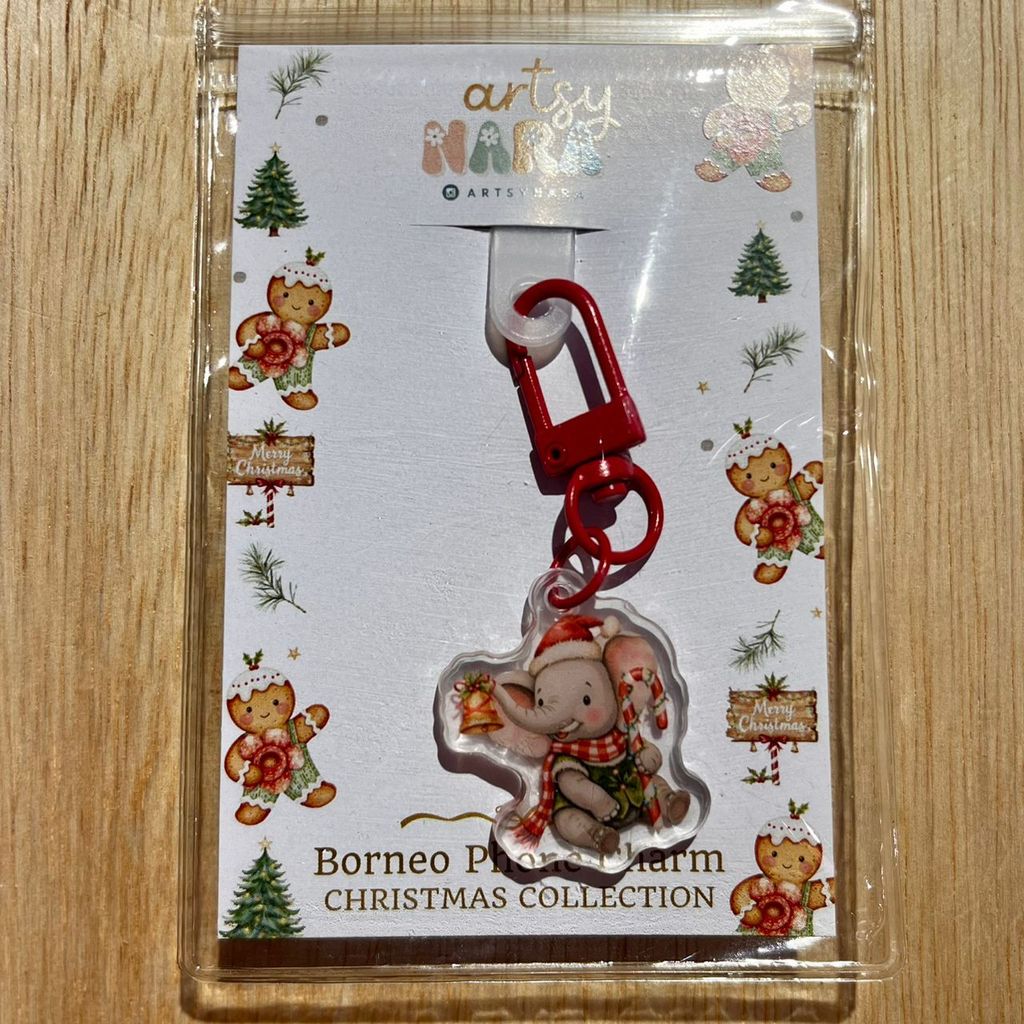 artsy
NARA
ARTSYNARA
Merry
Christmas
Merry
Christmas
Borneo Phone Charm
CHRISTMAS COLLECTION